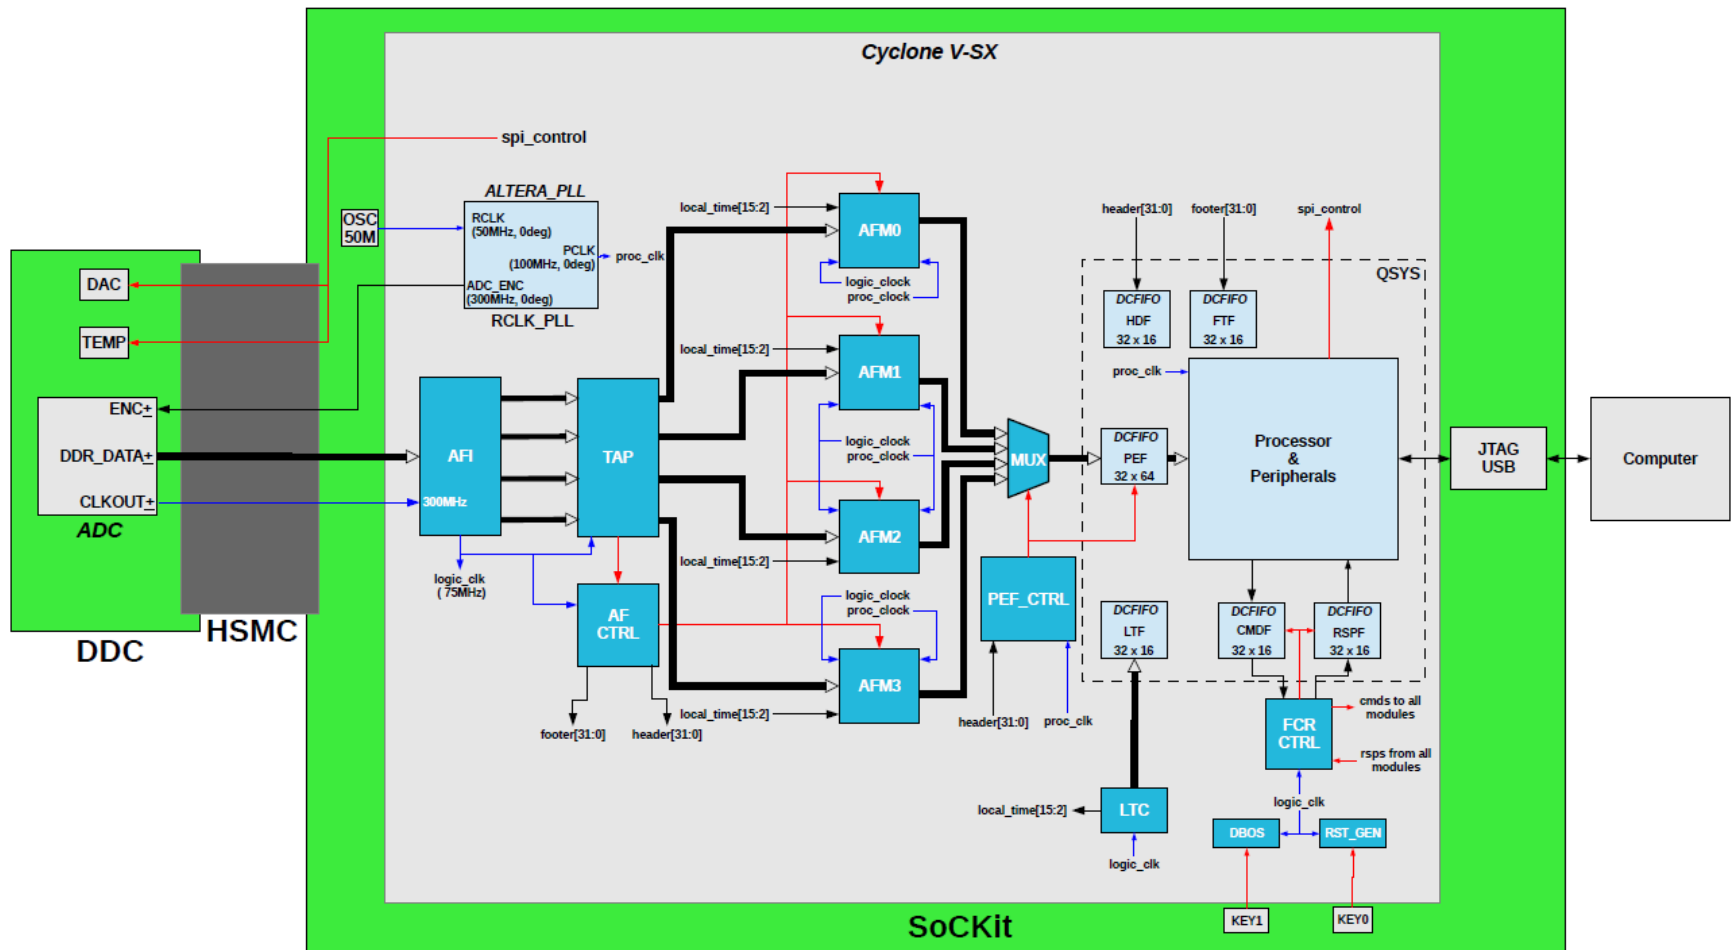 Cyclone V-SX
spi_control
ALTERA_PLL
OSC
50M
RCLK
(50MHz, 0deg)
PCLK
(100MHz, 0deg)
ADC_ENC
(300MHz, 0deg)
RCLK_PLL
proc_clk
DAC
TEMP
ENC±
DDR_DATA±
CLKOUT±
ADC
DDC
HSMC
AFI
300MHz
TAP
logic_clk
( 75MHz)
AF
CTRL
footer[31:0]
header[31:0]
local_time[15:2]
AFM0
logic_clock
proc_clock
local_time[15:2]
AFM1
logic_clock
proc_clock
AFM2
local_time[15:2]
logic_clock
proc_clock
AFM3
local_time[15:2]
MUX
PEF_CTRL
header[31:0]
proc_clk
header[31:0]
footer[31:0]
spi_control
QSYS
DCFIFO
HDF
32 x 16
DCFIFO
FTF
32 x 16
proc_clk
DCFIFO
PEF
32 x 64
Processor
&
Peripherals
DCFIFO
LTF
32 x 16
DCFIFO
CMDF
32 x 16
DCFIFO
RSPF
32 x 16
FCR
CTRL
cmds to all
modules
rsps from all
modules
logic_clk
local_time[15:2]
LTC
logic_clk
DBOS
RST_GEN
KEY1
KEY0
JTAG
USB
Computer
SoCKit